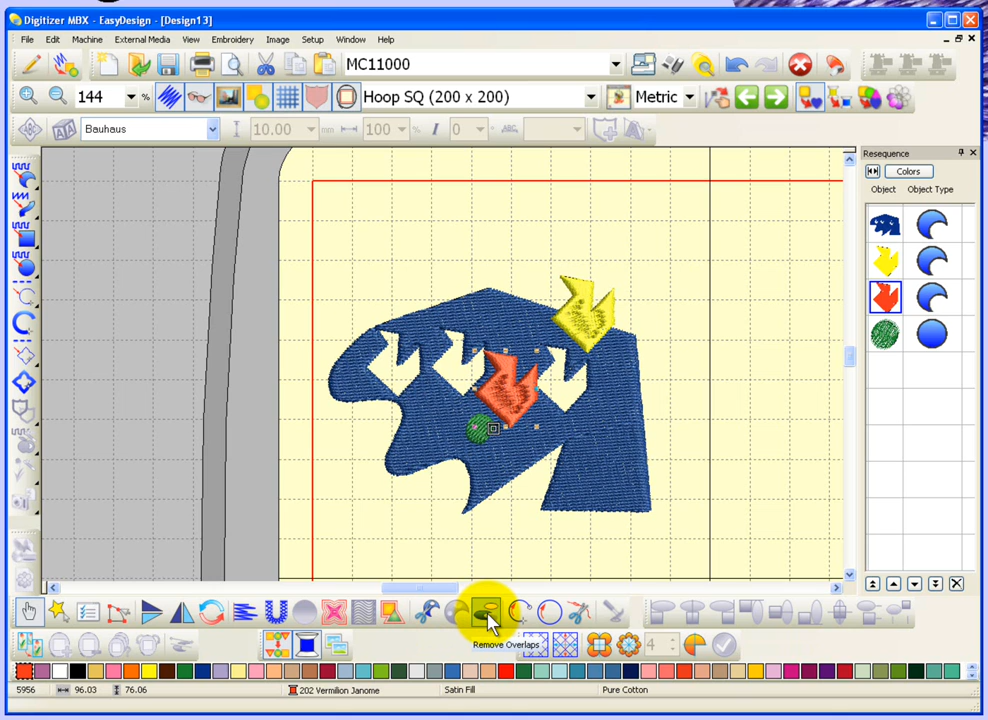 Digitizer MBX - EasyDesign - [Design13]
File Edit Machine External Media View Embroidery Image Setup Window Help
MC11000
144 % Hoop SQ (200 x 200) Metric
Bauhaus 10.00 mm 100 % I 0 ABC
Resequence
Colors
Object Object Type
4
Remove Overlaps
5956 96.03 76.06 202 Vermilion Janome Satin Fill Pure Cotton